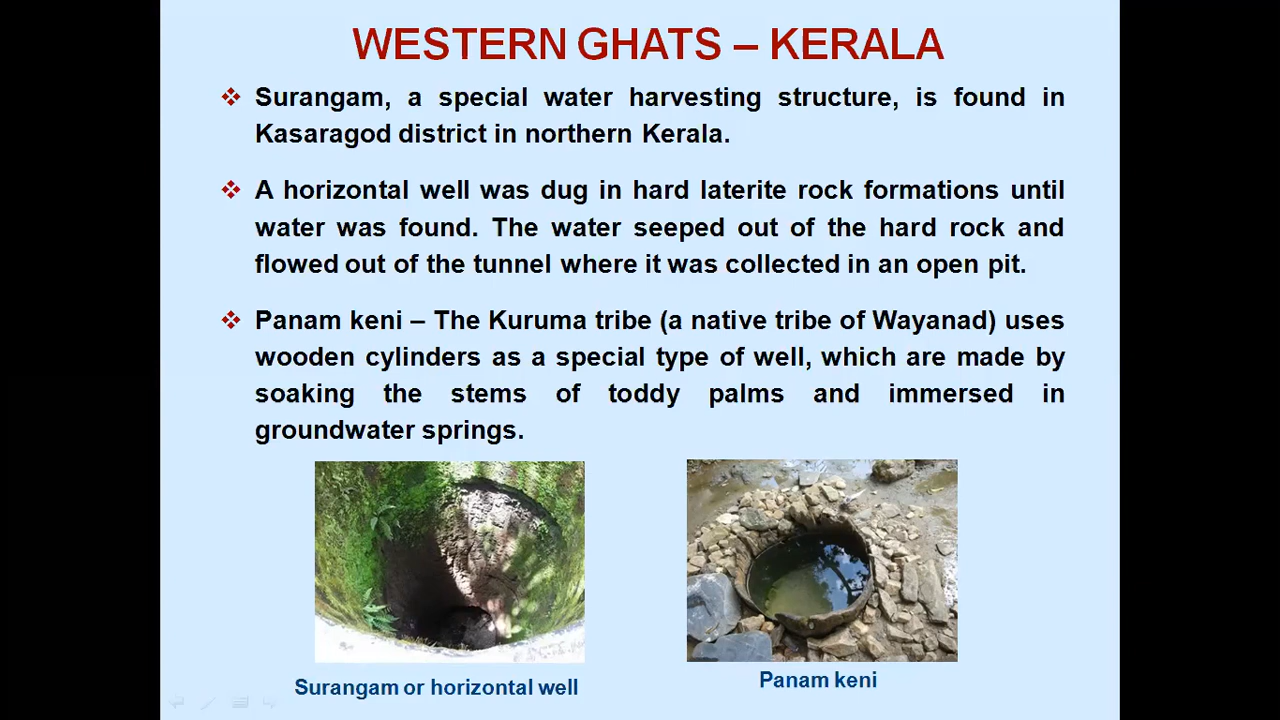 WESTERN GHATS – KERALA
❖ Surangam, a special water harvesting structure, is found in
Kasaragod district in northern Kerala.
❖ A horizontal well was dug in hard laterite rock formations until
water was found. The water seeped out of the hard rock and
flowed out of the tunnel where it was collected in an open pit.
❖ Panam keni – The Kuruma tribe (a native tribe of Wayanad) uses
wooden cylinders as a special type of well, which are made by
soaking the stems of toddy palms and immersed in
groundwater springs.
Surangam or horizontal well
Panam keni